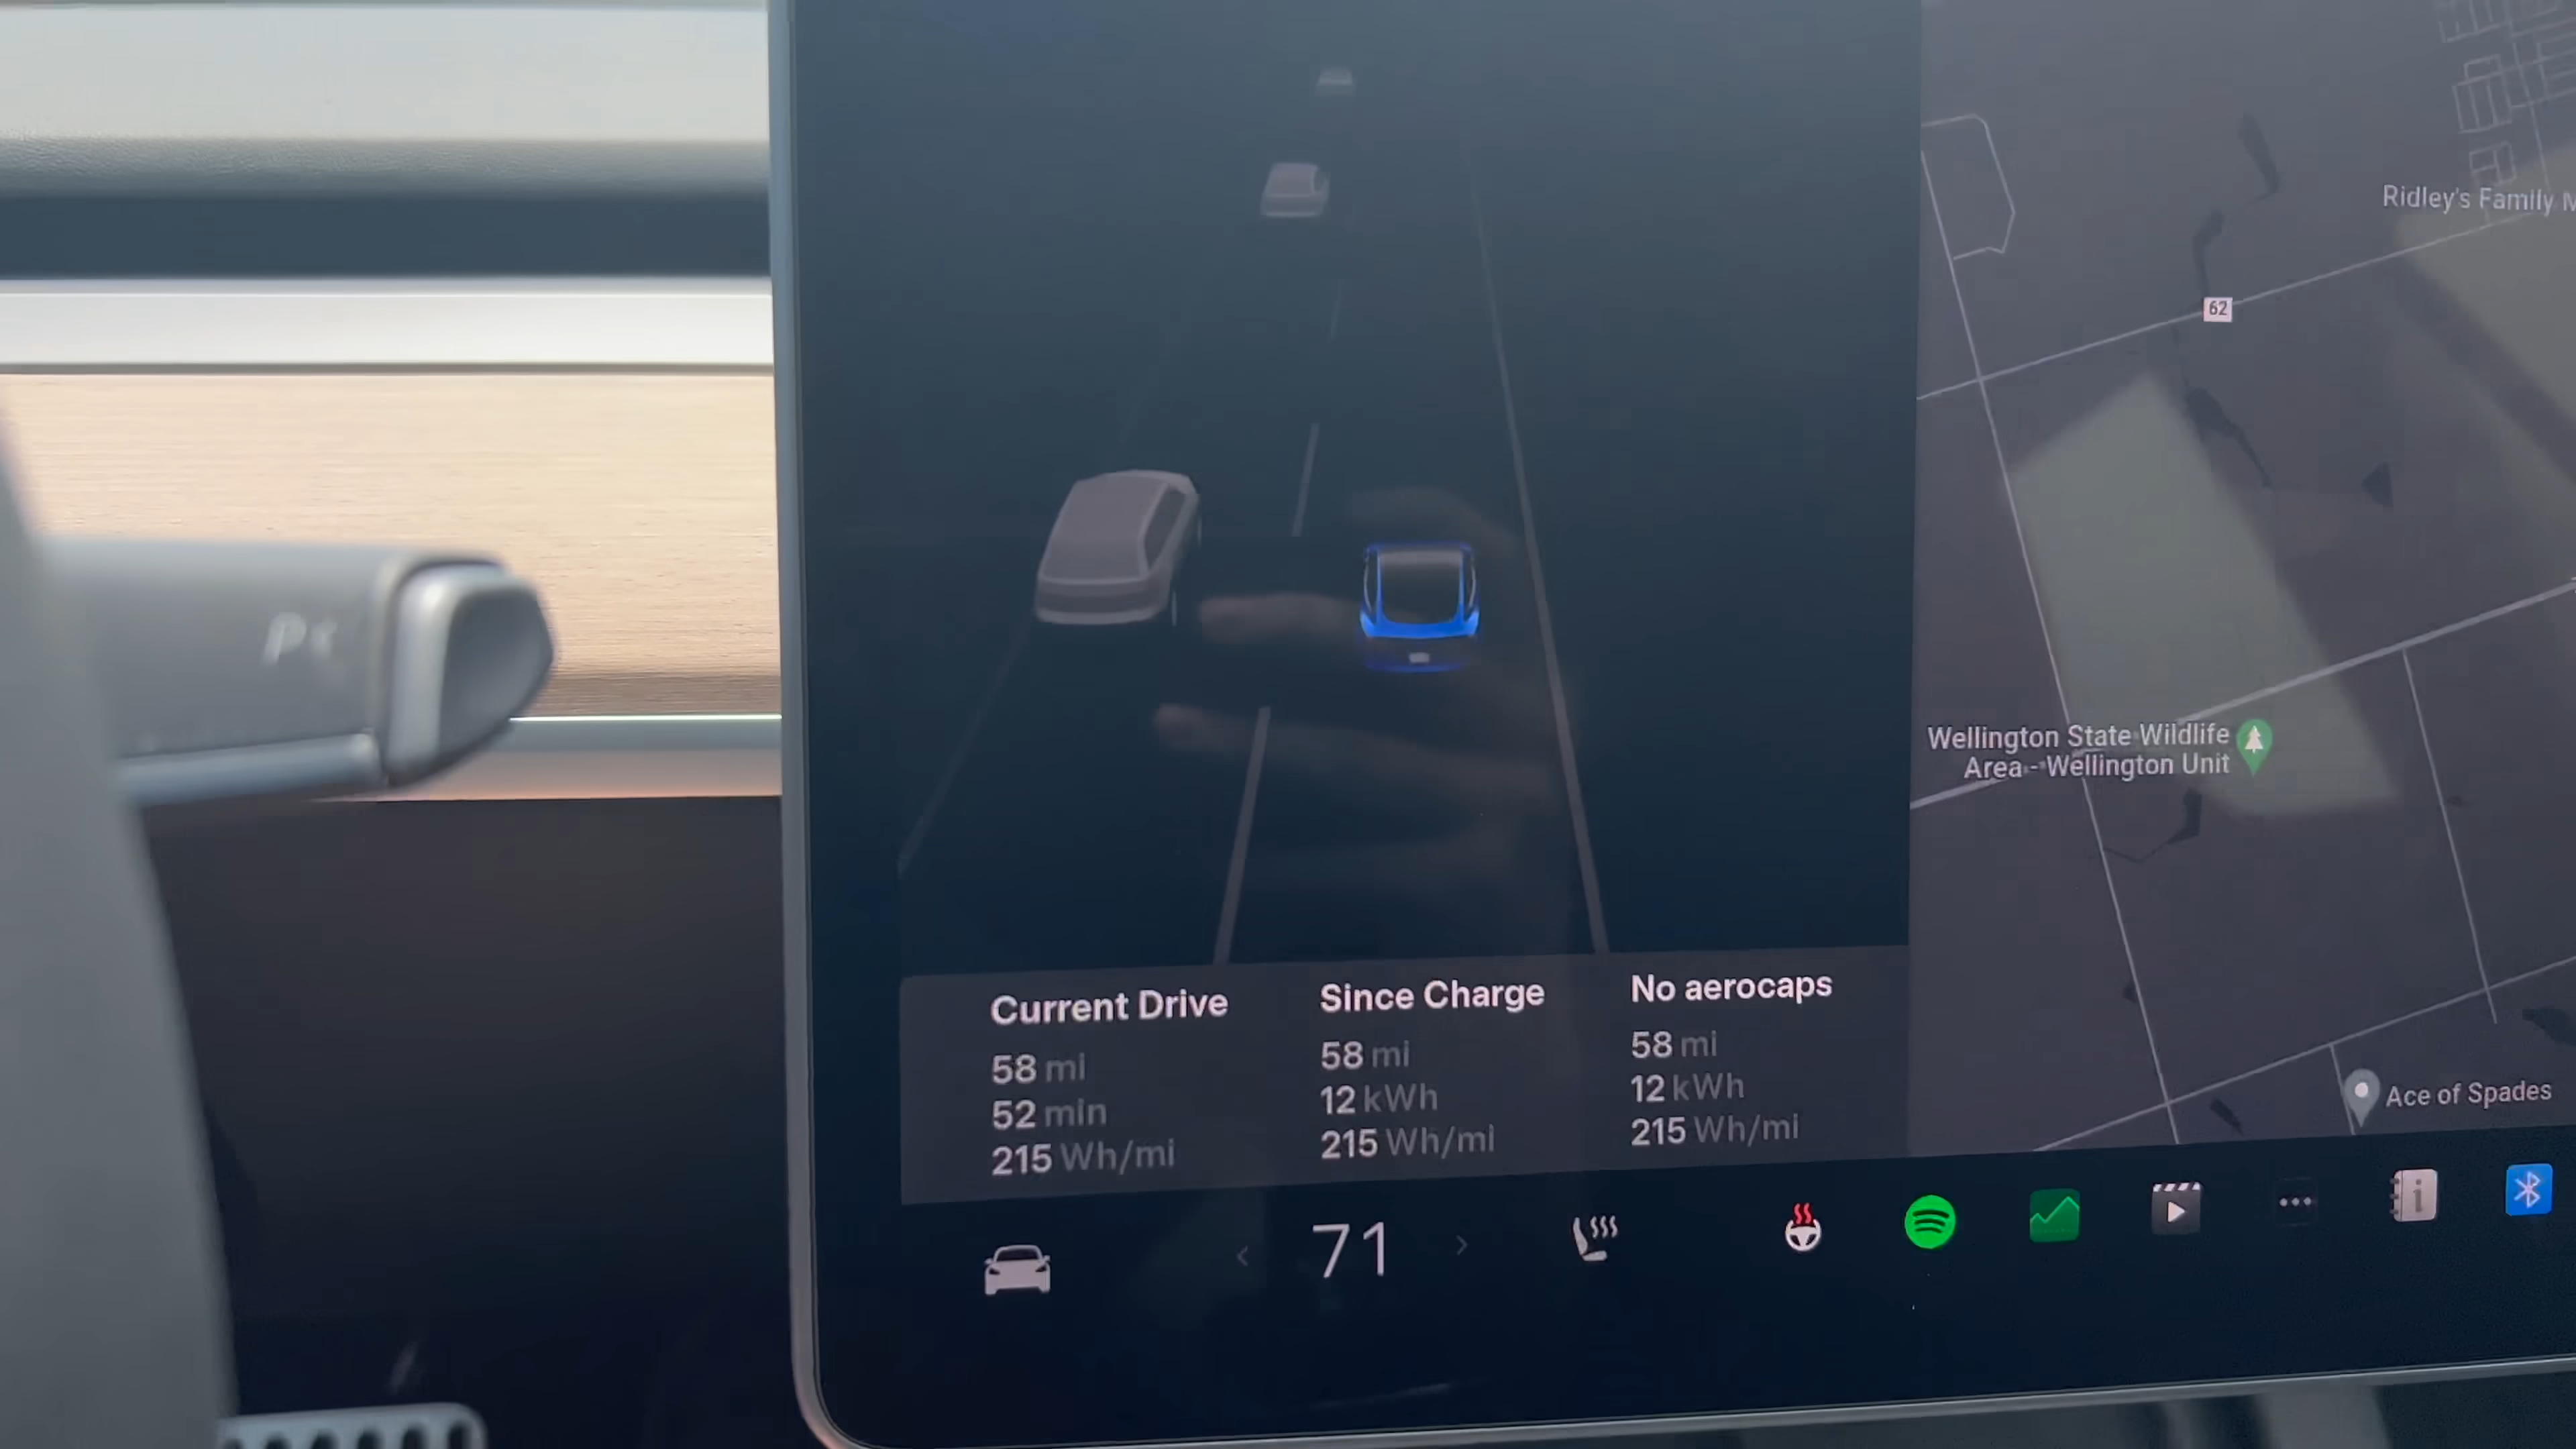 Ridley's Family
62
Wellington State Wildlife
Area - Wellington Unit
Ace of Spades
Current Drive
58 mi
52 min
215 Wh/mi
Since Charge
58 mi
12 kWh
215 Wh/mi
No aerocaps
58 mi
12 kWh
215 Wh/mi
71